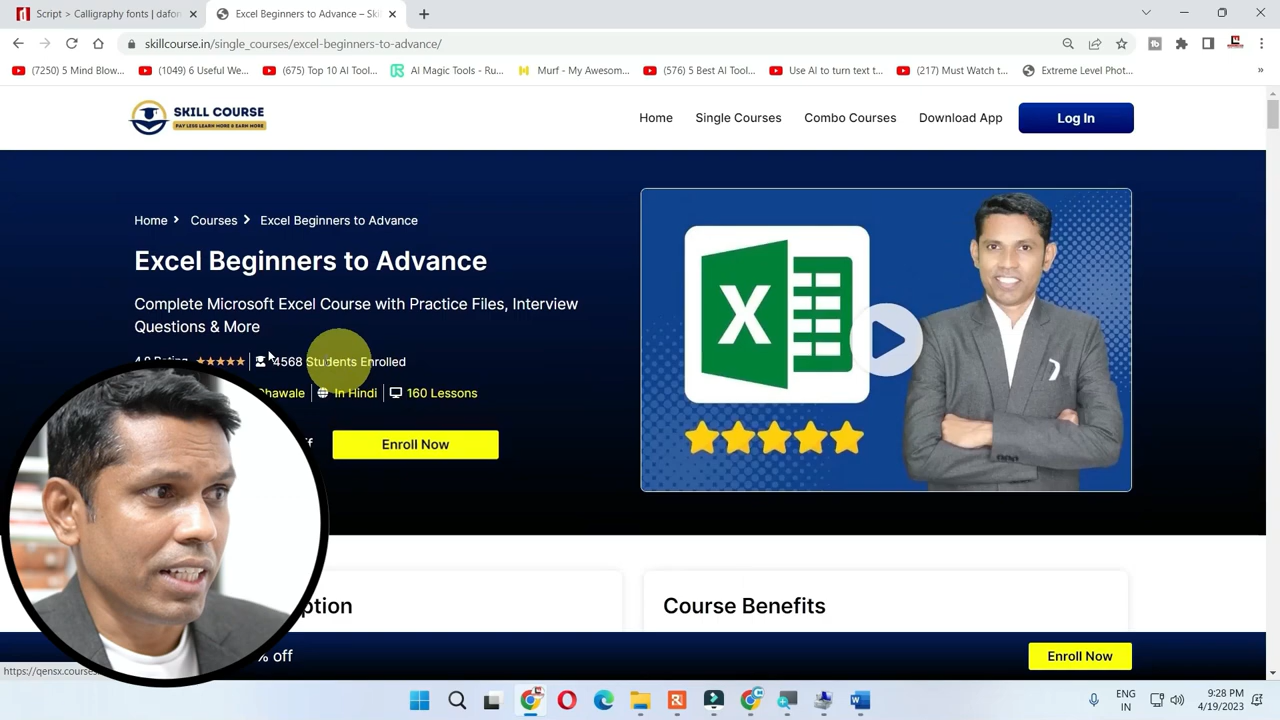 Script > Calligraphy fonts | dafon
Excel Beginners to Advance – Skil
skillcourse.in/single_courses/excel-beginners-to-advance/
(7250) 5 Mind Blow...
(1049) 6 Useful We...
(675) Top 10 AI Tool...
AI Magic Tools - Ru...
Murf - My Awesom...
(576) 5 Best AI Tool...
Use AI to turn text t...
(217) Must Watch t...
Extreme Level Phot...
SKILL COURSE
PAY LESS LEARN MORE & EARN MORE
Home
Single Courses
Combo Courses
Download App
Log In
Home > Courses > Excel Beginners to Advance
Excel Beginners to Advance
Complete Microsoft Excel Course with Practice Files, Interview
Questions & More
4568 Students Enrolled
In Hindi
160 Lessons
Enroll Now
X
Course Benefits
% off
Enroll Now
https://qensx.course
ENG
IN
9:28 PM
4/19/2023